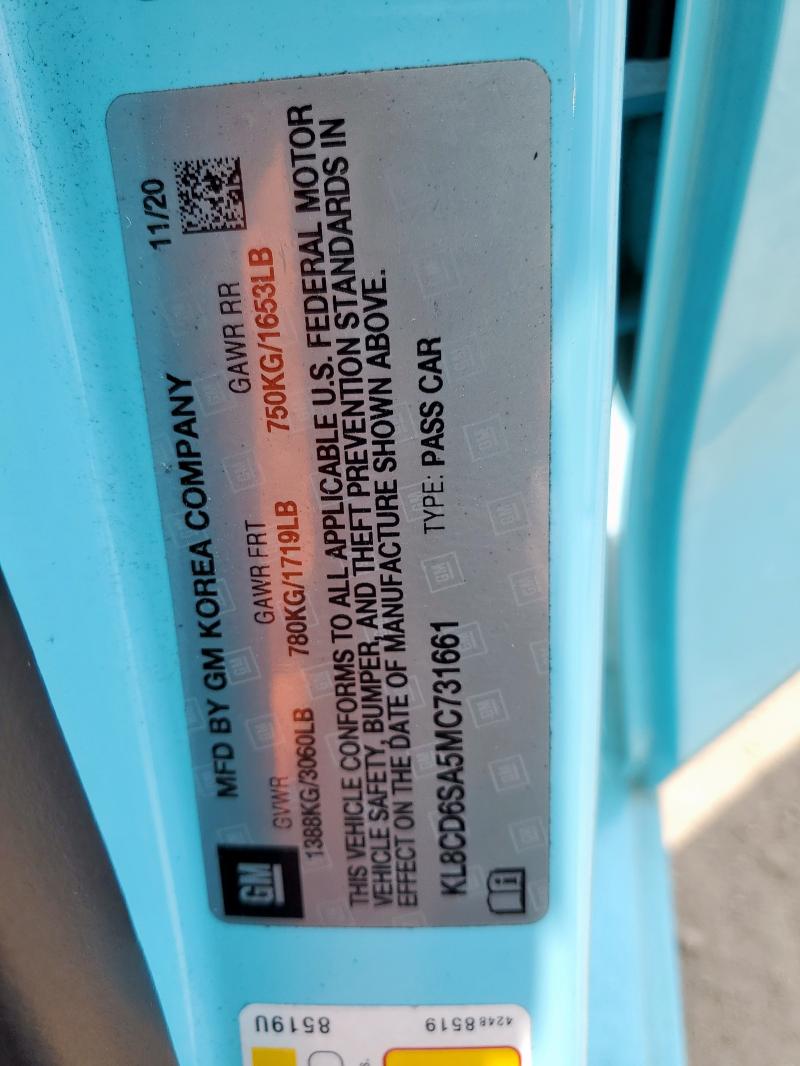 GM
MFD BY GM KOREA COMPANY
11/20
GVWR
GAWR FRT
GAWR RR
1388KG/3060LB
780KG/1719LB
750KG/1653LB
THIS VEHICLE CONFORMS TO ALL APPLICABLE U.S. FEDERAL MOTOR
VEHICLE SAFETY, BUMPER, AND THEFT PREVENTION STANDARDS IN
EFFECT ON THE DATE OF MANUFACTURE SHOWN ABOVE.
KL8CD6SA5MC731661
TYPE: PASS CAR
8519U
42488519